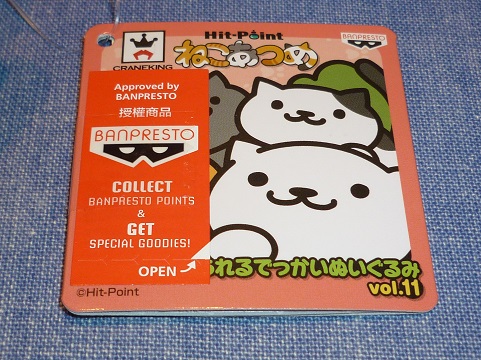 Hit-Point
ねこあつめ
CRANEKING
BANPRESTO
Approved by
BANPRESTO
授權商品
BANPRESTO
COLLECT
BANPRESTO POINTS
&
GET
SPECIAL GOODIES!
OPEN
られるでっかいぬいぐるみ
vol.11
©Hit-Point